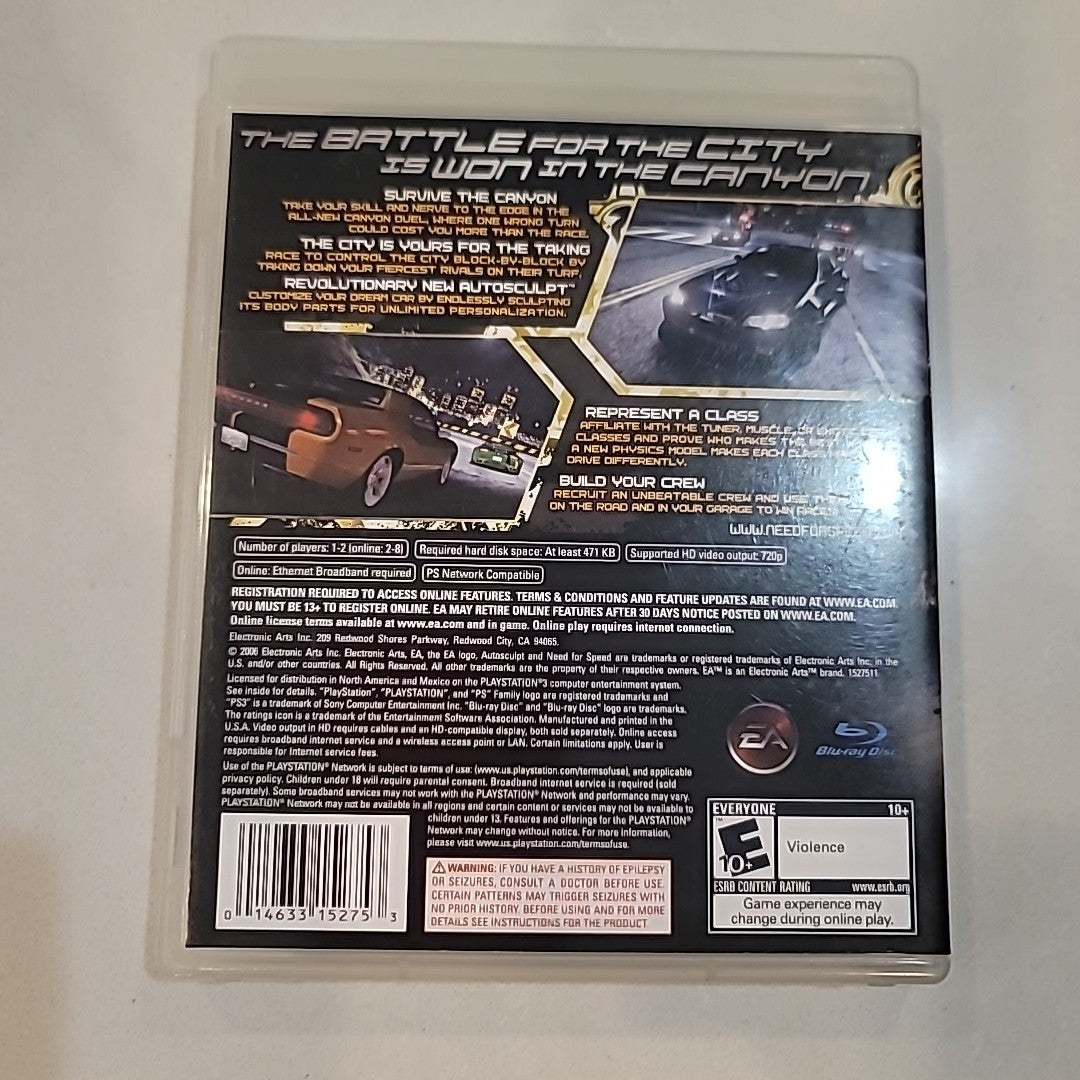 THE BATTLE FOR THE CITY
IS WON IN THE CANYON
SURVIVE THE CANYON
TAKE YOUR SKILL AND NERVE TO THE EDGE IN THE
ALL-NEW CANYON DUEL, WHERE ONE WRONG TURN
COULD COST YOU MORE THAN THE RACE.
THE CITY IS YOURS FOR THE TAKING
RACE TO CONTROL THE CITY BLOCK-BY-BLOCK BY
TAKING DOWN YOUR FIERCEST RIVALS ON THEIR TURF.
REVOLUTIONARY NEW AUTOSCULPT™
CUSTOMIZE YOUR DREAM CAR BY ENDLESSLY SCULPTING
ITS BODY PARTS FOR UNLIMITED PERSONALIZATION.
REPRESENT A CLASS
AFFILIATE WITH THE TUNER, MUSCLE, OR
CLASSES AND PROVE WHO MAKES THE BEST
A NEW PHYSICS MODEL MAKES EACH CLASS
DRIVE DIFFERENTLY.
BUILD YOUR CREW
RECRUIT AN UNBEATABLE CREW AND USE THEM
ON THE ROAD AND IN YOUR GARAGE TO WIN RACES!
Number of players: 1-2 (online: 2-8)
Required hard disk space: At least 471 KB
Supported HD video output: 720p
Online: Ethernet Broadband required
PS Network Compatible
REGISTRATION REQUIRED TO ACCESS ONLINE FEATURES. TERMS & CONDITIONS AND FEATURE UPDATES ARE FOUND AT WWW.EA.COM.
YOU MUST BE 13+ TO REGISTER ONLINE. EA MAY RETIRE ONLINE FEATURES AFTER 30 DAYS NOTICE POSTED ON WWW.EA.COM.
Online license terms available at www.ea.com and in game. Online play requires internet connection.
Electronic Arts Inc. 209 Redwood Shores Parkway, Redwood City, CA 94065.
© 2006 Electronic Arts Inc. Electronic Arts, EA, the EA logo, Autosculpt and Need for Speed are trademarks or registered trademarks of Electronic Arts Inc. in the
U.S. and/or other countries. All Rights Reserved. All other trademarks are the property of their respective owners. EA™ is an Electronic Arts™ brand. 1527511
Licensed for distribution in North America and Mexico on the PLAYSTATION®3 computer entertainment system.
See inside for details. "PlayStation", "PLAYSTATION", and "PS" Family logo are registered trademarks and
"PS3" is a trademark of Sony Computer Entertainment Inc. "Blu-ray Disc" and "Blu-ray Disc" logo are trademarks.
The ratings icon is a trademark of the Entertainment Software Association. Manufactured and printed in the
U.S.A. Video output in HD requires cables and an HD-compatible display, both sold separately. Online access
requires broadband internet service and a wireless access point or LAN. Certain limitations apply. User is
responsible for Internet service fees.
Use of the PLAYSTATION® Network is subject to terms of use: (www.us.playstation.com/termsofuse), and applicable
privacy policy. Children under 18 will require parental consent. Broadband internet service is required (sold
separately). Some broadband services may not work with the PLAYSTATION® Network and performance may vary.
PLAYSTATION® Network may not be available in all regions and certain content or services may not be available to
children under 13. Features and offerings for the PLAYSTATION®
Network may change without notice. For more information,
please visit www.us.playstation.com/termsofuse.
EA
Blu-ray Disc
0 14633 15275 3
WARNING: IF YOU HAVE A HISTORY OF EPILEPSY
OR SEIZURES, CONSULT A DOCTOR BEFORE USE.
CERTAIN PATTERNS MAY TRIGGER SEIZURES WITH
NO PRIOR HISTORY. BEFORE USING AND FOR MORE
DETAILS SEE INSTRUCTIONS FOR THE PRODUCT
EVERYONE 10+
E 10+
Violence
ESRB CONTENT RATING www.esrb.org
Game experience may
change during online play.